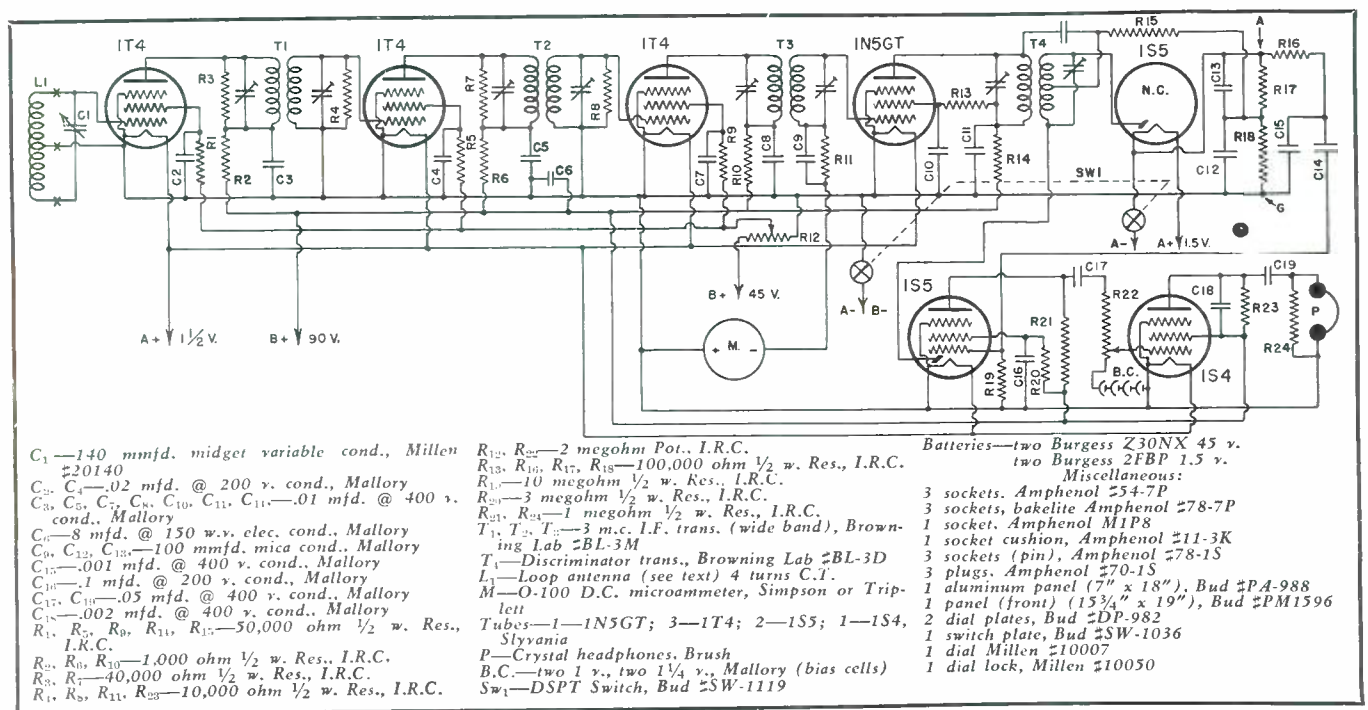 1T4
T1
1T4
T2
1T4
T3
1N5GT
T4
R15
1S5
A
R16
L1
C1
R3
R4
R7
R8
R13
N.C.
C13
R17
R1
C2
R2
C3
C4
R5
R6
C5
C6
C7
R9
R10
C8
C9
R11
C10
C11
R14
SW1
C12
R18
C15
C14
G
R12
A-
A+
1.5 V.
A+ 1 1/2 V.
B+ 90 V.
B+ 45 V.
A- B-
+ M. -
1S5
C17
R22
C18
R23
C19
P
R21
R19
C16
R20
B.C.
1S4
R24
C1—140 mmfd. midget variable cond., Millen
#20140
C2, C4—.02 mfd. @ 200 v. cond., Mallory
C3, C5, C7, C8, C10, C11, C14—.01 mfd. @ 400 v.
cond., Mallory
C6—8 mfd. @ 150 w.v. elec. cond., Mallory
C9, C12, C13,—100 mmfd. mica cond., Mallory
C15—.001 mfd. @ 400 v. cond., Mallory
C16—.1 mfd. @ 200 v. cond., Mallory
C17, C19—.05 mfd. @ 400 v. cond., Mallory
C18—.002 mfd. @ 400 v. cond., Mallory
R1, R5, R9, R14, —50,000 ohm 1/2 w. Res.,
I.R.C.
R2, R6, R10—1,000 ohm 1/2 w. Res., I.R.C.
R3, R7—40,000 ohm 1/2 w. Res., I.R.C.
R4, R8, R11, R23—10,000 ohm 1/2 w. Res., I.R.C.
R12, R22—2 megohm Pot., I.R.C.
R13, R16, R17, R18—100,000 ohm 1/2 w. Res., I.R.C.
—10 megohm 1/2 w. Res., I.R.C.
R20—3 megohm 1/2 w. Res., I.R.C.
R21, R24—1 megohm 1/2 w. Res., I.R.C.
T1, T2, T3—3 m.c. I.F. trans. (wide band), Brown-
ing Lab #BL-3M
T4—Discriminator trans., Browning Lab #BL-3D
L1—Loop antenna (see text) 4 turns C.T.
M—O-100 D.C. microammeter, Simpson or Trip-
lett
Tubes—1—1N5GT; 3—1T4; 2—1S5; 1—1S4,
Slyvania
P—Crystal headphones, Brush
B.C.—two 1 v., two 1 1/4 v., Mallory (bias cells)
Sw1—DSPT Switch, Bud #SW-1119
Batteries—two Burgess Z30NX 45 v.
two Burgess 2FBP 1.5 v.
Miscellaneous:
3 sockets. Amphenol #54-7P
3 sockets, bakelite Amphenol #78-7P
1 socket. Amphenol M1P8
1 socket cushion, Amphenol #11-3K
3 sockets (pin), Amphenol #78-1S
3 plugs. Amphenol #70-1S
1 aluminum panel (7" x 18"), Bud #PA-988
1 panel (front) (15 3/4" x 19"), Bud #PM1596
2 dial plates, Bud #DP-982
1 switch plate, Bud #SW-1036
1 dial Millen #10007
1 dial lock, Millen #10050